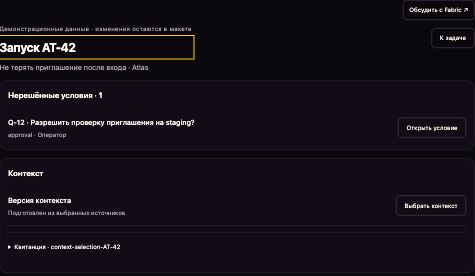 Обсудить с Fabric ↗
Демонстрационные данные · изменения остаются в макете
Запуск AT-42
К задаче
Не терять приглашение после входа · Atlas
Нерешённые условия · 1
Q-12 · Разрешить проверку приглашения на staging?
approval · Оператор
Открыть условие
Контекст
Версия контекста
Подготовлен из выбранных источников
Выбрать контекст
▸ Квитанция · context-selection-AT-42